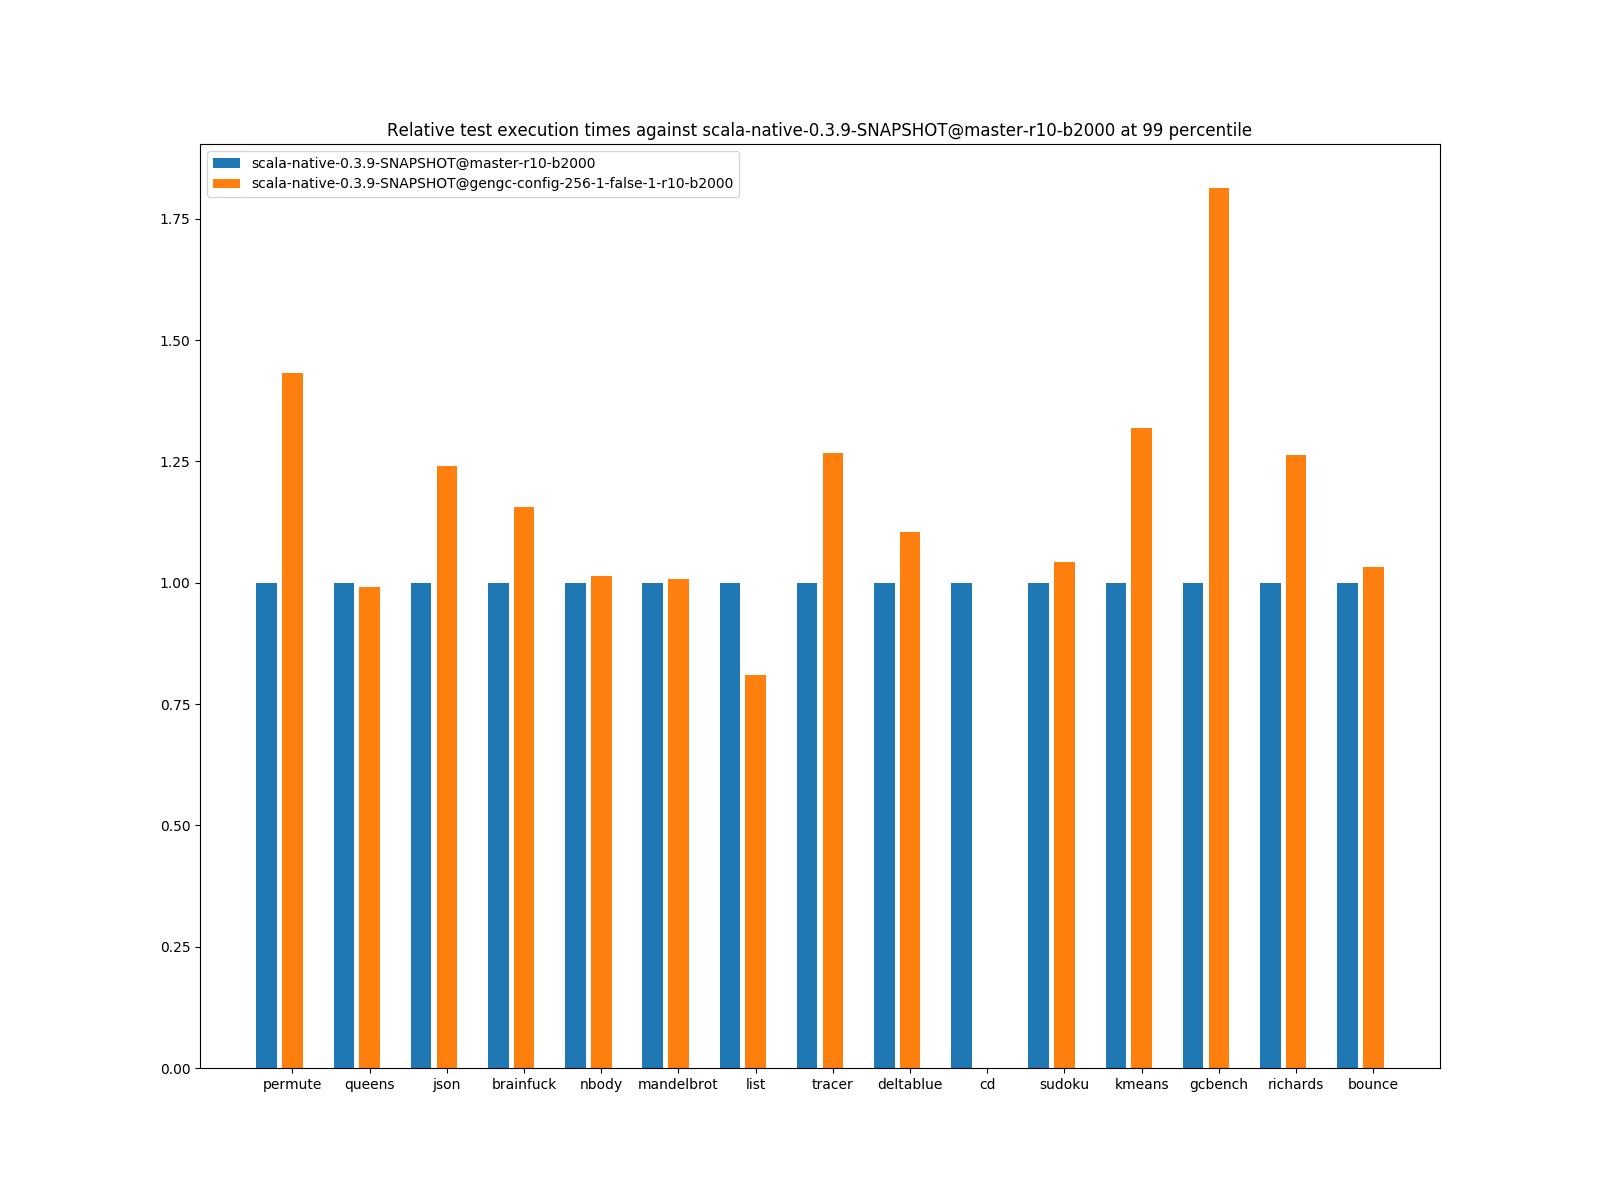 Relative test execution times against scala-native-0.3.9-SNAPSHOT@master-r10-b2000 at 99 percentile
scala-native-0.3.9-SNAPSHOT@master-r10-b2000
scala-native-0.3.9-SNAPSHOT@gengc-config-256-1-false-1-r10-b2000
1.75
1.50
1.25
1.00
0.75
0.50
0.25
0.00
permute queens json brainfuck nbody mandelbrot list tracer deltablue cd sudoku kmeans gcbench richards bounce